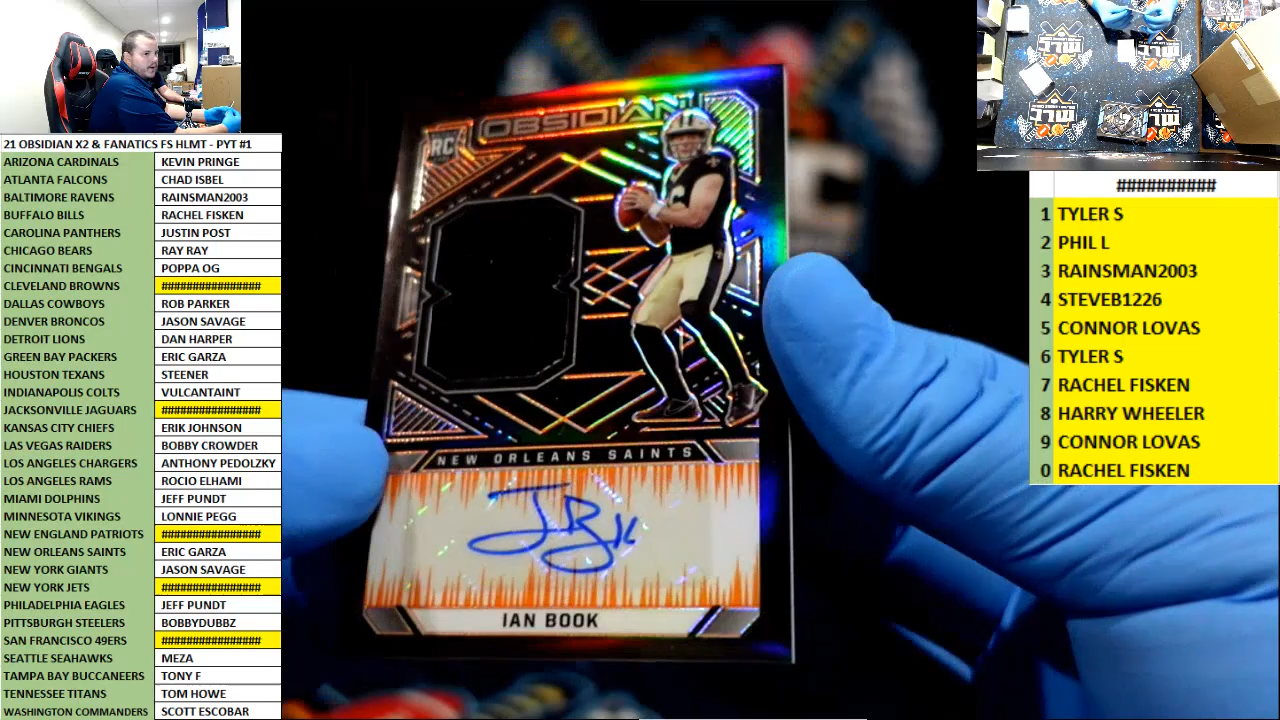 21 OBSIDIAN X2 & FANATICS FS HLMT - PYT #1
ARIZONA CARDINALS KEVIN PRINGE
ATLANTA FALCONS CHAD ISBEL
BALTIMORE RAVENS RAINSMAN2003
BUFFALO BILLS RACHEL FISKEN
CAROLINA PANTHERS JUSTIN POST
CHICAGO BEARS RAY RAY
CINCINNATI BENGALS POPPA OG
CLEVELAND BROWNS ################
DALLAS COWBOYS ROB PARKER
DENVER BRONCOS JASON SAVAGE
DETROIT LIONS DAN HARPER
GREEN BAY PACKERS ERIC GARZA
HOUSTON TEXANS STEENER
INDIANAPOLIS COLTS VULCANTAINT
JACKSONVILLE JAGUARS ################
KANSAS CITY CHIEFS ERIK JOHNSON
LAS VEGAS RAIDERS BOBBY CROWDER
LOS ANGELES CHARGERS ANTHONY PEDOLZKY
LOS ANGELES RAMS ROCIO ELHAMI
MIAMI DOLPHINS JEFF PUNDT
MINNESOTA VIKINGS LONNIE PEGG
NEW ENGLAND PATRIOTS ################
NEW ORLEANS SAINTS ERIC GARZA
NEW YORK GIANTS JASON SAVAGE
NEW YORK JETS ################
PHILADELPHIA EAGLES JEFF PUNDT
PITTSBURGH STEELERS BOBBYDUBBZ
SAN FRANCISCO 49ERS ################
SEATTLE SEAHAWKS MEZA
TAMPA BAY BUCCANEERS TONY F
TENNESSEE TITANS TOM HOWE
WASHINGTON COMMANDERS SCOTT ESCOBAR
RC OBSIDIAN
NEW ORLEANS SAINTS
IAN BOOK
##########
1 TYLER S
2 PHIL L
3 RAINSMAN2003
4 STEVEB1226
5 CONNOR LOVAS
6 TYLER S
7 RACHEL FISKEN
8 HARRY WHEELER
9 CONNOR LOVAS
0 RACHEL FISKEN